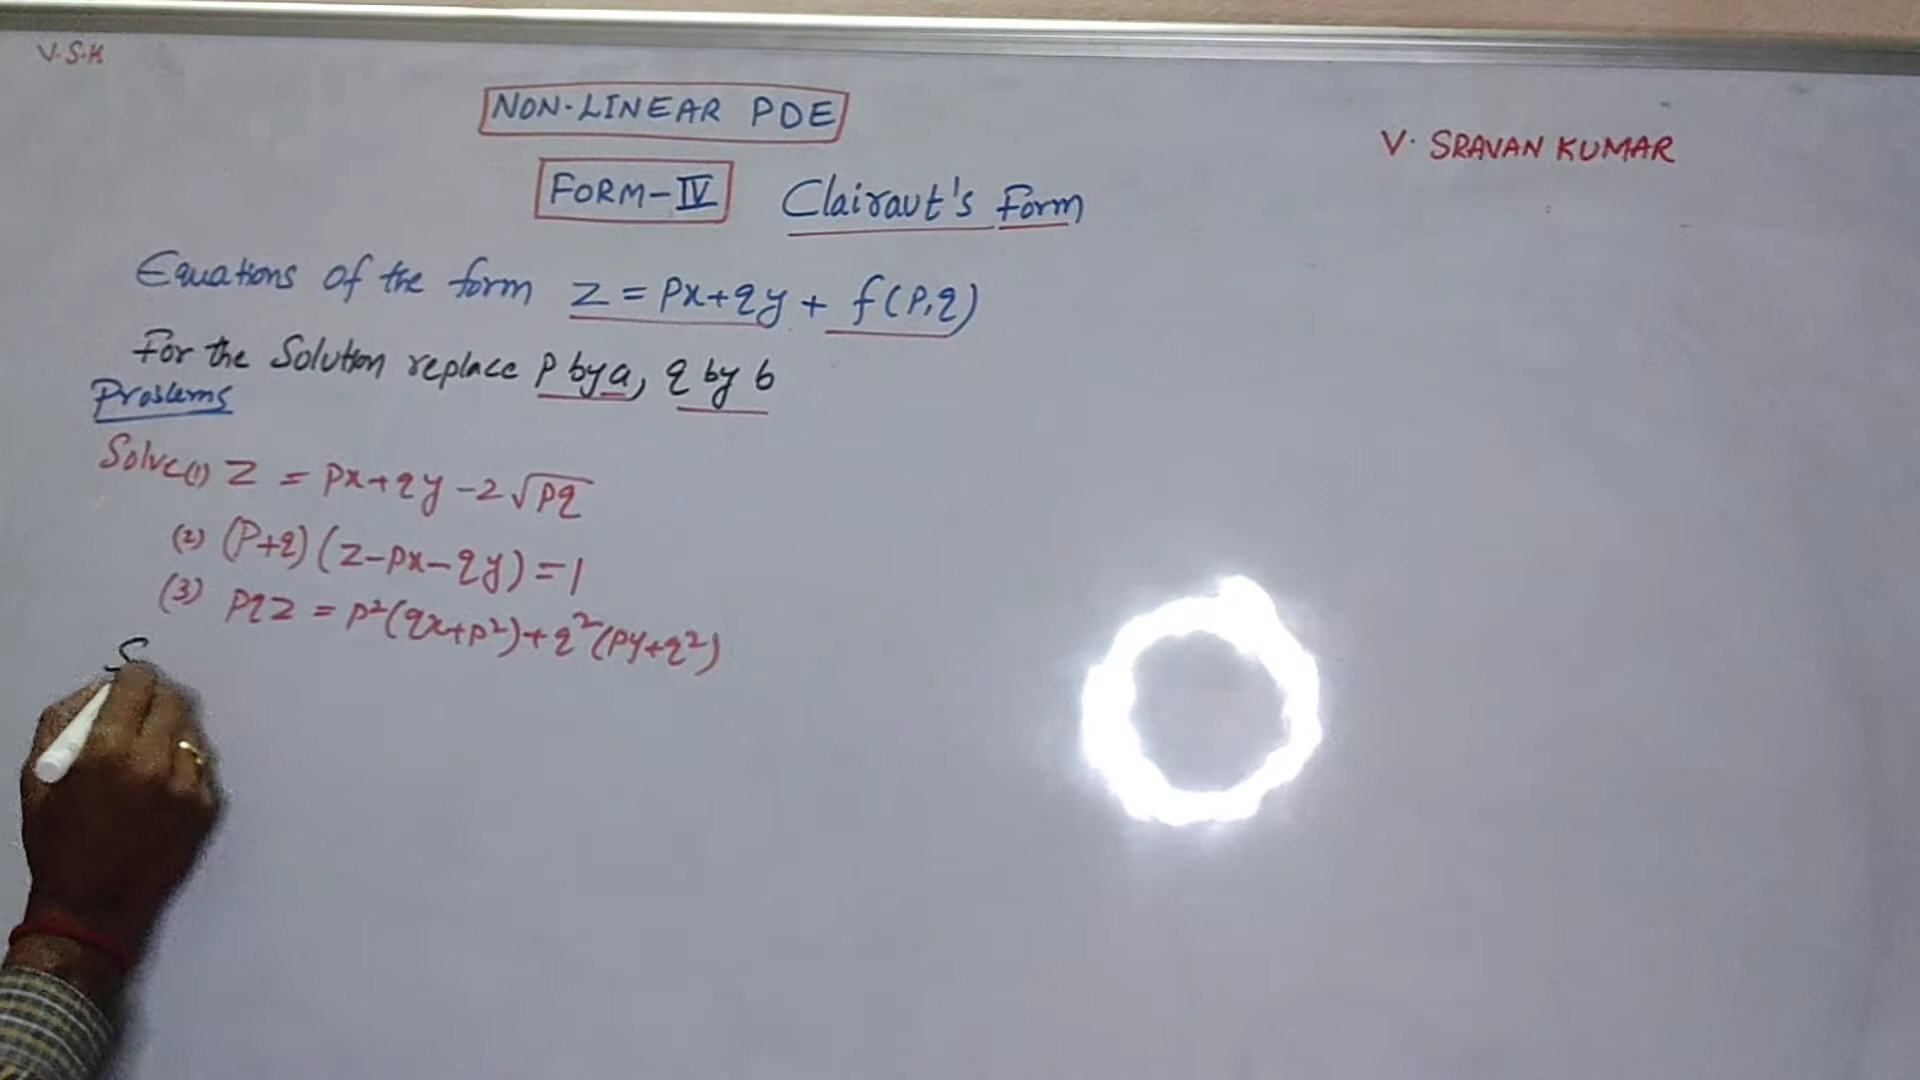 V.S.K
NON-LINEAR PDE
V. SRAVAN KUMAR
FORM-IV Clairaut's Form
Equations of the form z = px+qy + f(p,q)
For the Solution replace p by a, q by b
Problems
Solve(1) z = px+qy -2√pq
(2) (p+q)(z-px-qy)=1
(3) pqz = p²(qx+p²)+q²(py+q²)
S